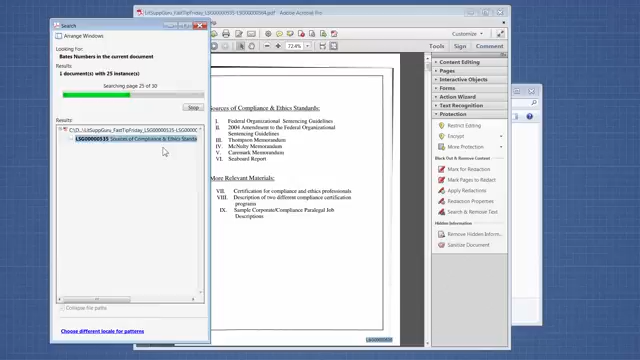 Search
Arrange Windows
Looking For:
Bates Numbers in the current document
Results:
1 document(s) with 25 instance(s)
Searching page 25 of 30
Stop
Results:
LSG00000535 Sources of Compliance & Ethics Standa
Collapse file paths
Choose different locale for patterns
Adobe Acrobat Pro
Customize
72.4%
Tools
Sign
Comment
Sources of Compliance & Ethics Standards:
I. Federal Organizational Sentencing Guidelines
II. 2004 Amendment to the Federal Organizational
Sentencing Guidelines
III. Thompson Memorandum
IV. McNulty Memorandum
V. Caremark Memorandum
VI. Seaboard Report
More Relevant Materials:
VII. Certification for compliance and ethics professionals
VIII. Description of two different compliance certification
programs
IX. Sample Corporate/Compliance Paralegal Job
Descriptions
Content Editing
Pages
Interactive Objects
Forms
Action Wizard
Text Recognition
Protection
Restrict Editing
Encrypt
More Protection
Black Out & Remove Content
Mark for Redaction
Mark Pages to Redact
Apply Redactions
Redaction Properties
Search & Remove Text
Hidden Information
Remove Hidden Inform...
Sanitize Document